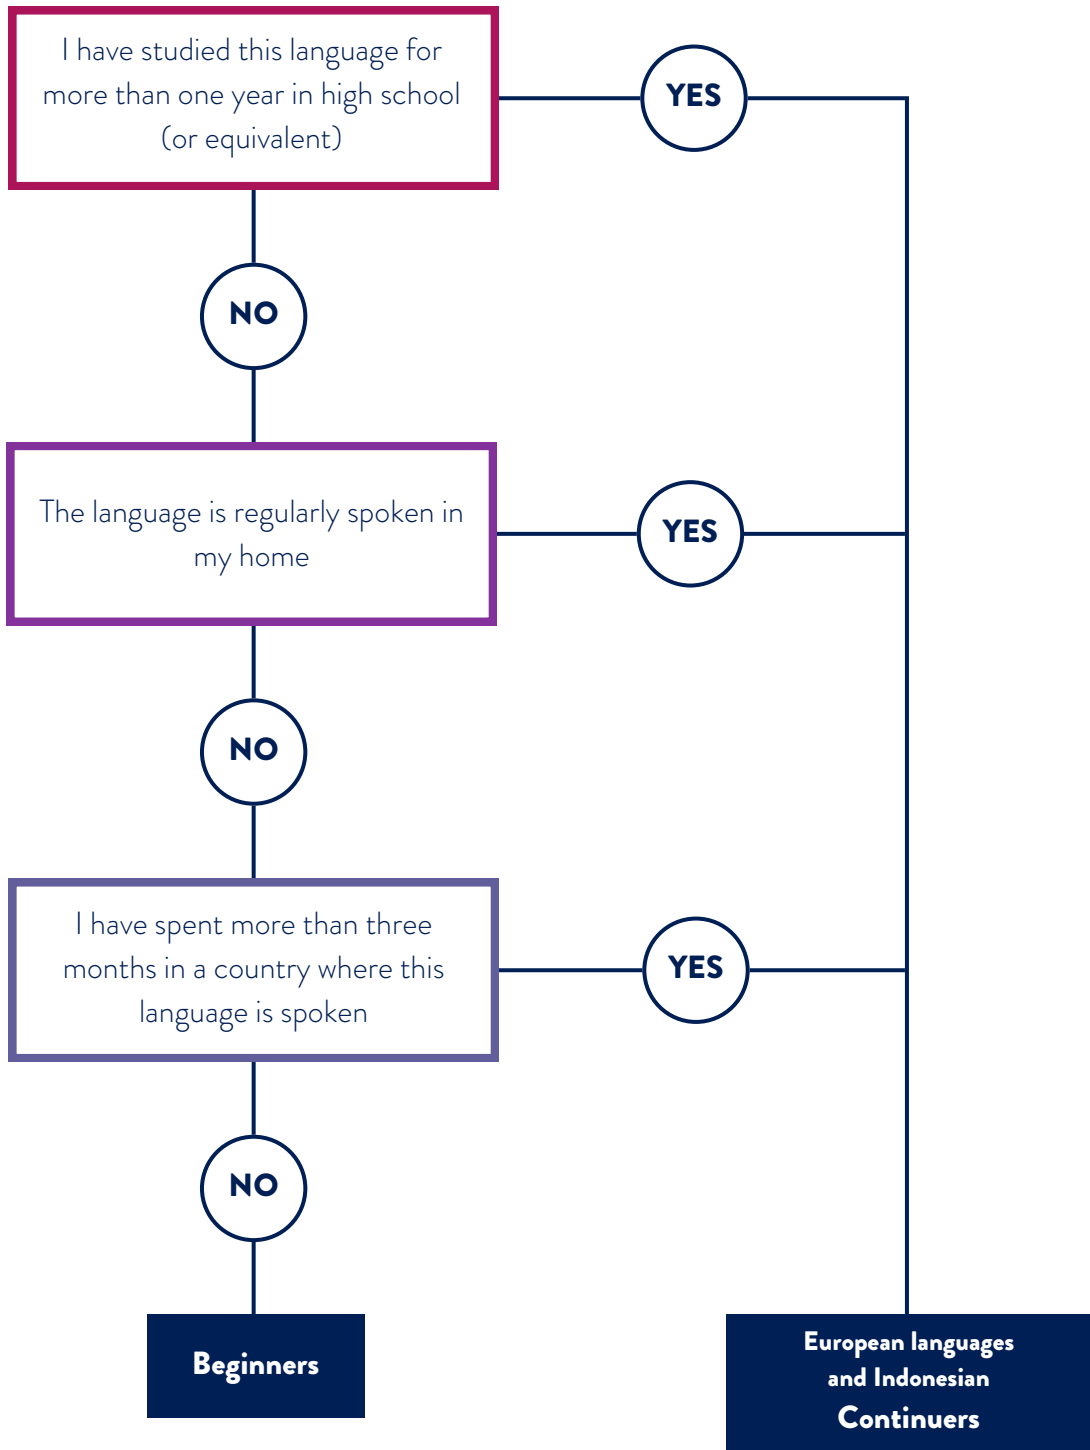 I have studied this language for
more than one year in high school
(or equivalent)
YES
NO
The language is regularly spoken in
my home
YES
NO
I have spent more than three
months in a country where this
language is spoken
YES
NO
Beginners
European languages
and Indonesian
Continuers